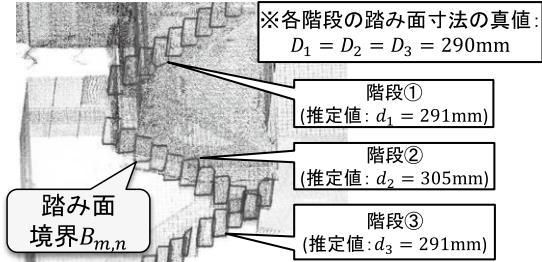 ※各階段の踏み面寸法の真値:
D₁ = D₂ = D₃ = 290mm
階段①
(推定値: d₁ = 291mm)
階段②
(推定値: d₂ = 305mm)
踏み面
境界Bₘ,ₙ
階段③
(推定値: d₃ = 291mm)